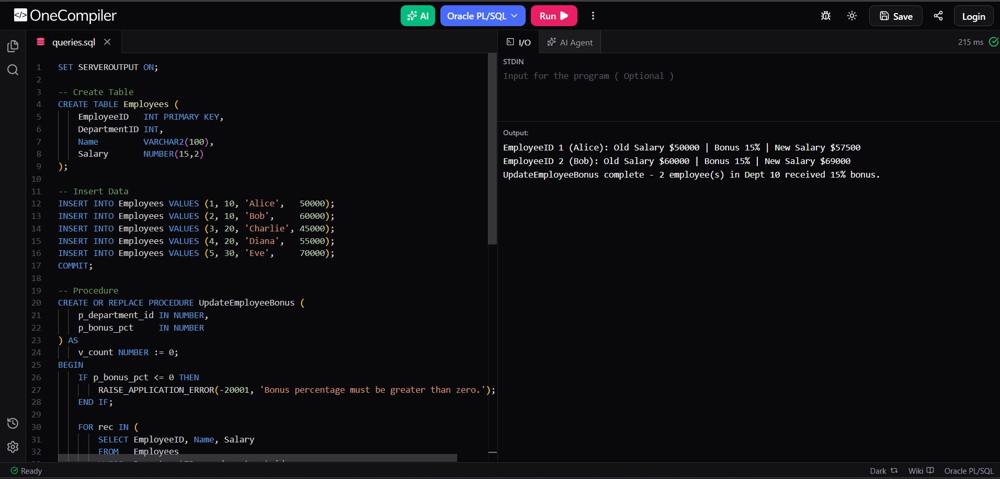 </> OneCompiler
AI
Oracle PL/SQL
Run
Save
Login
queries.sql
1 SET SERVEROUTPUT ON;
2
3 -- Create Table
4 CREATE TABLE Employees (
5     EmployeeID   INT PRIMARY KEY,
6     DepartmentID INT,
7     Name         VARCHAR2(100),
8     Salary       NUMBER(15,2)
9 );
10
11 -- Insert Data
12 INSERT INTO Employees VALUES (1, 10, 'Alice',   50000);
13 INSERT INTO Employees VALUES (2, 10, 'Bob',     60000);
14 INSERT INTO Employees VALUES (3, 20, 'Charlie', 45000);
15 INSERT INTO Employees VALUES (4, 20, 'Diana',   55000);
16 INSERT INTO Employees VALUES (5, 30, 'Eve',     70000);
17 COMMIT;
18
19 -- Procedure
20 CREATE OR REPLACE PROCEDURE UpdateEmployeeBonus (
21     p_department_id IN NUMBER,
22     p_bonus_pct     IN NUMBER
23 ) AS
24     v_count NUMBER := 0;
25 BEGIN
26     IF p_bonus_pct <= 0 THEN
27         RAISE_APPLICATION_ERROR(-20001, 'Bonus percentage must be greater than zero.');
28     END IF;
29
30     FOR rec IN (
31         SELECT EmployeeID, Name, Salary
32         FROM   Employees
I/O
AI Agent
215 ms
STDIN
Input for the program ( Optional )
Output:
EmployeeID 1 (Alice): Old Salary $50000 | Bonus 15% | New Salary $57500
EmployeeID 2 (Bob): Old Salary $60000 | Bonus 15% | New Salary $69000
UpdateEmployeeBonus complete - 2 employee(s) in Dept 10 received 15% bonus.
Ready
Dark
Wiki
Oracle PL/SQL